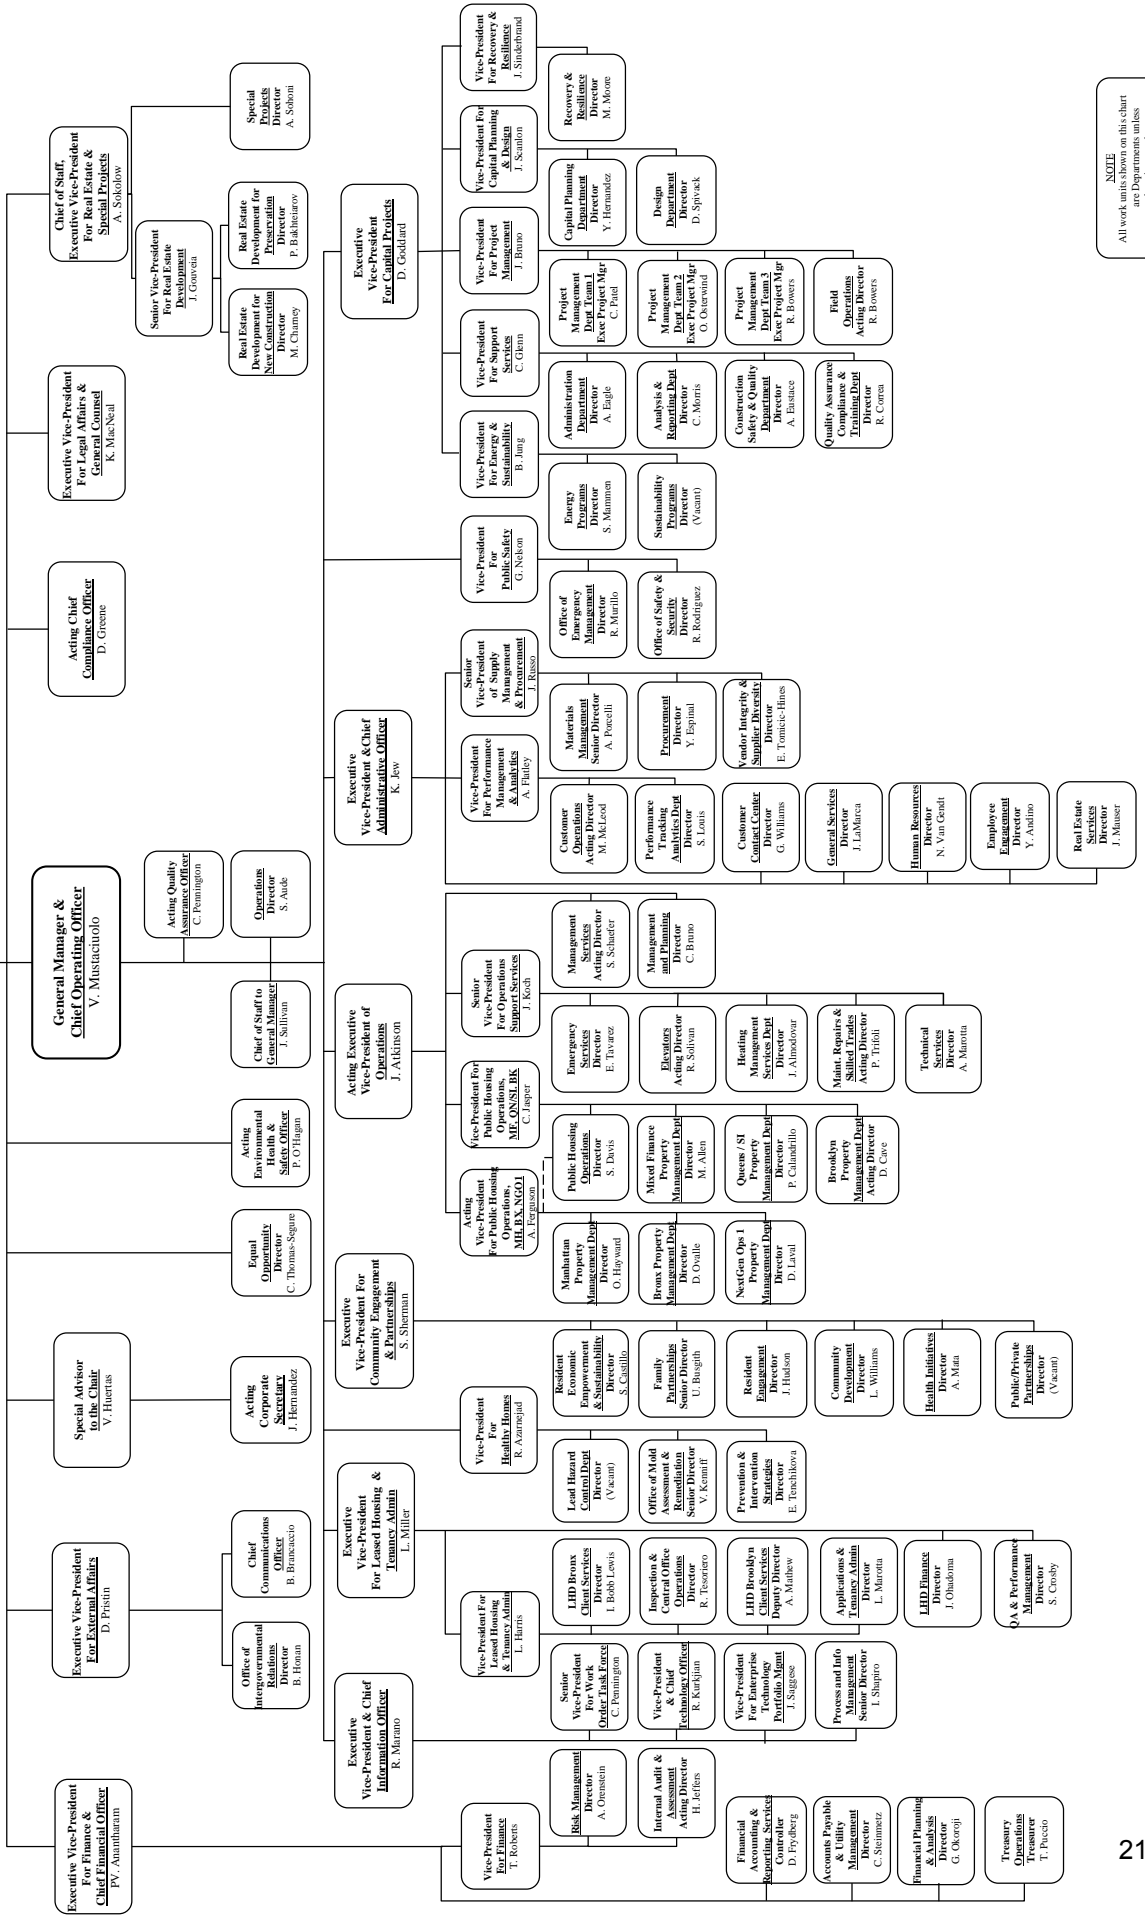 General Manager &
Chief Operating Officer
V. Mustaciuolo
Executive Vice-President
For Finance &
Chief Financial Officer
PV. Anantharam
Executive Vice-President
For External Affairs
D. Pristin
Special Advisor
to the Chair
V. Huertas
Acting Chief
Compliance Officer
D. Greene
Executive Vice-President
For Legal Affairs &
General Counsel
K. MacNeal
Chief of Staff,
Executive Vice-President
For Real Estate &
Special Projects
A. Sokolow
Acting Quality
Assurance Officer
C. Pennington
Senior Vice-President
For Real Estate
Development
J. Gouveia
Office of
Intergovernmental
Relations
Director
B. Honan
Chief
Communications
Officer
B. Brancaccio
Acting
Corporate
Secretary
J. Hernandez
Equal
Opportunity
Director
C. Thomas-Segure
Acting
Environmental
Health &
Safety Officer
P. O'Hagan
Chief of Staff to
General Manager
J. Sullivan
Operations
Director
S. Aude
Real Estate
Development for
New Construction
Director
M. Charney
Real Estate
Development for
Preservation
Director
P. Bakhteiarov
Special
Projects
Director
A. Sohoni
Executive
Vice-President & Chief
Information Officer
R. Marano
Executive
Vice-President
For Leased Housing &
Tenancy Admin
L. Miller
Executive
Vice-President For
Community Engagement
& Partnerships
S. Sherman
Acting Executive
Vice-President of
Operations
J. Atkinson
Executive
Vice-President &Chief
Administrative Officer
K. Jew
Executive
Vice-President
For Capital Projects
D. Goddard
Vice-President
For Finance
T. Roberts
Vice-President For
Leased Housing
& Tenancy Admin
L. Harris
Vice-President
For
Healthy Homes
R. Azarnejad
Acting
Vice-President
For Public Housing
Operations,
MH, BX, NGO1
A. Ferguson
Vice-President For
Public Housing
Operations,
MF, QN/SI, BK
C. Jasper
Senior
Vice-President
For Operations
Support Services
J. Koch
Vice-President
For Performance
Management
& Analytics
A. Flatley
Senior
Vice-President
of Supply
Management
& Procurement
J. Russo
Vice-President
For
Public Safety
G. Nelson
Vice-President
For Energy &
Sustainability
B. Jung
Vice-President
For Support
Services
C. Glenn
Vice-President
For Project
Management
J. Bruno
Vice-President For
Capital Planning
& Design
J. Scanlon
Vice-President
For Recovery &
Resilience
J. Sinderbrand
Risk Management
Director
A. Orenstein
Internal Audit &
Assessment
Acting Director
H. Jeffers
Financial
Accounting &
Reporting Services
Controller
D. Frydberg
Accounts Payable
& Utility
Management
Director
C. Steinmetz
Financial Planning
& Analysis
Director
G. Okoroji
Treasury
Operations
Treasurer
T. Puccio
Senior
Vice-President
For Work
Order Task Force
C. Pennington
Vice-President
& Chief
Technology Officer
R. Kurkjian
Vice-President
For Enterprise
Technology
Portfolio Mgmt
J. Saggese
Process and Info
Management
Senior Director
I. Shapiro
LHD Bronx
Client Services
Director
I. Bobb Lewis
Inspection &
Central Office
Operations
Director
R. Tesoriero
LHD Brooklyn
Client Services
Deputy Director
A. Mathew
Applications &
Tenancy Admin
Director
L. Marotta
LHD Finance
Director
J. Ohadoma
QA & Performance
Management
Director
S. Crosby
Lead Hazard
Control Dept
Director
(Vacant)
Office of Mold
Assessment &
Remediation
Senior Director
V. Kenniff
Prevention &
Intervention
Strategies
Director
E. Tenchikova
Resident
Economic
Empowerment
& Sustainability
Director
S. Castillo
Family
Partnerships
Senior Director
U. Busgith
Resident
Engagement
Director
J. Hudson
Community
Development
Director
L. Williams
Health Initiatives
Director
A. Mata
Public/Private
Partnerships
Director
(Vacant)
Manhattan
Property
Management Dept
Director
O. Hayward
Bronx Property
Management Dept
Director
D. Ovalle
NextGen Ops 1
Property
Management Dept
Director
D. Laval
Public Housing
Operations
Director
S. Davis
Mixed Finance
Property
Management Dept
Director
M. Allen
Queens / SI
Property
Management Dept
Director
P. Calandrillo
Brooklyn
Property
Management Dept
Acting Director
D. Cave
Emergency
Services
Director
E. Tavarez
Elevators
Acting Director
R. Solivan
Heating
Management
Services Dept
Director
J. Almodovar
Maint. Repairs &
Skilled Trades
Acting Director
P. Trifoli
Technical
Services
Director
A. Marotta
Management
Services
Acting Director
S. Schaefer
Management
and Planning
Director
C. Bruno
Customer
Operations
Acting Director
M. McLeod
Performance
Tracking
Analytics Dept
Director
S. Louis
Customer
Contact Center
Director
G. Williams
General Services
Director
J. LaMarca
Human Resources
Director
N. Van Gendt
Employee
Engagement
Director
Y. Andino
Real Estate
Services
Director
J. Mauser
Materials
Management
Senior Director
A. Porcelli
Procurement
Director
Y. Espinal
Vendor Integrity &
Supplier Diversity
Director
E. Tomicic-Hines
Office of
Emergency
Management
Director
R. Murillo
Office of Safety &
Security
Director
R. Rodriguez
Energy
Programs
Director
S. Mammen
Sustainability
Programs
Director
(Vacant)
Administration
Department
Director
A. Eagle
Analysis &
Reporting Dept
Director
C. Morris
Construction
Safety & Quality
Department
Director
A. Eustace
Quality Assurance
Compliance &
Training Dept
Director
R. Correa
Project
Management
Dept Team 1
Exec Project Mgr
C. Patel
Project
Management
Dept Team 2
Exec Project Mgr
O. Osterwind
Project
Management
Dept Team 3
Exec Project Mgr
R. Bowers
Field
Operations
Acting Director
R. Bowers
Capital Planning
Department
Director
Y. Hernandez
Design
Department
Director
D. Spivack
Recovery &
Resilience
Director
M. Moore
NOTE
All work units shown on this chart
are Departments unless
21